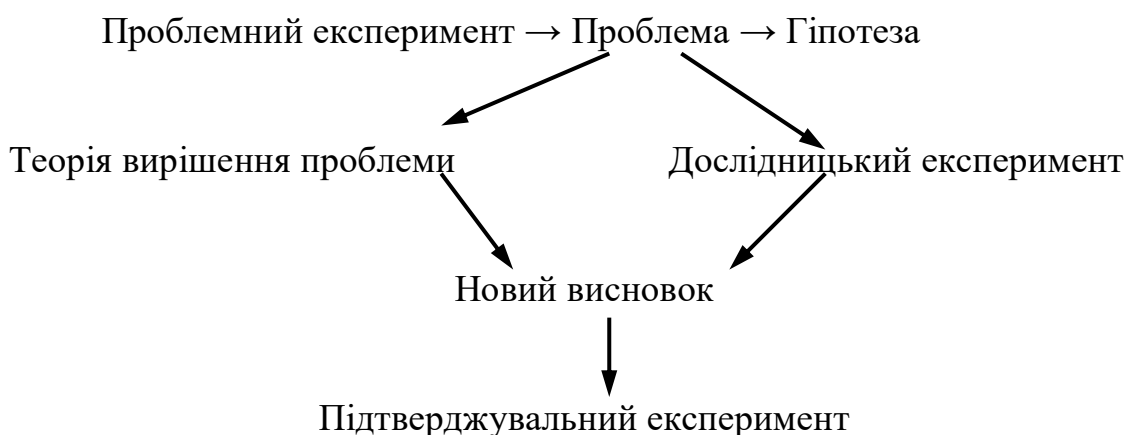 Проблемний експеримент → Проблема → Гіпотеза
Теорія вирішення проблеми
Дослідницький експеримент
Новий висновок
Підтверджувальний експеримент